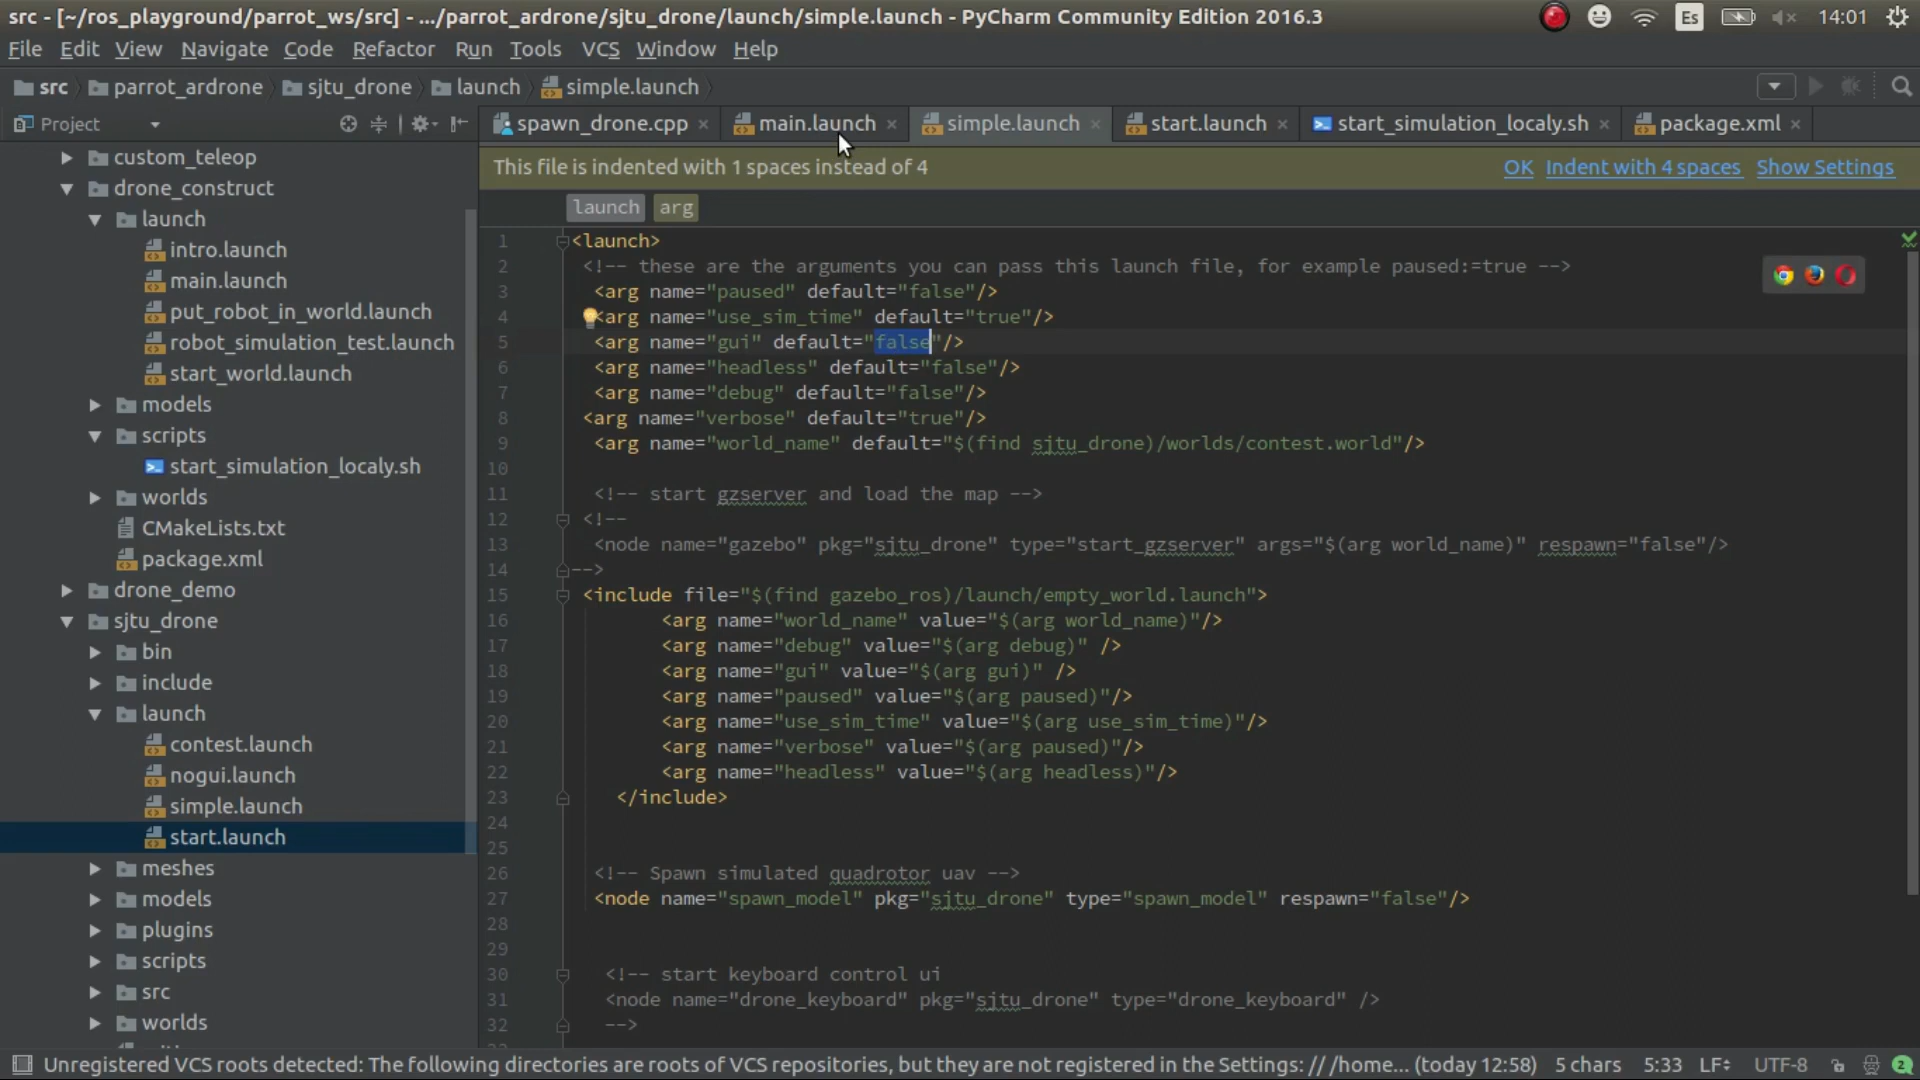 src - [~/ros_playground/parrot_ws/src] - .../parrot_ardrone/sjtu_drone/launch/simple.launch - PyCharm Community Edition 2016.3
Es
14:01
File Edit View Navigate Code Refactor Run Tools VCS Window Help
src parrot_ardrone sjtu_drone launch simple.launch
Project
spawn_drone.cpp main.launch simple.launch start.launch start_simulation_localy.sh package.xml
This file is indented with 1 spaces instead of 4
OK Indent with 4 spaces Show Settings
launch arg
custom_teleop
drone_construct
launch
intro.launch
main.launch
put_robot_in_world.launch
robot_simulation_test.launch
start_world.launch
models
scripts
start_simulation_localy.sh
worlds
CMakeLists.txt
package.xml
drone_demo
sjtu_drone
bin
include
launch
contest.launch
nogui.launch
simple.launch
start.launch
meshes
models
plugins
scripts
src
worlds
1 <launch>
2 <!-- these are the arguments you can pass this launch file, for example paused:=true -->
3 <arg name="paused" default="false"/>
4 <arg name="use_sim_time" default="true"/>
5 <arg name="gui" default="false"/>
6 <arg name="headless" default="false"/>
7 <arg name="debug" default="false"/>
8 <arg name="verbose" default="true"/>
9 <arg name="world_name" default="$(find sjtu_drone)/worlds/contest.world"/>
10
11 <!-- start gzserver and load the map -->
12 <!--
13 <node name="gazebo" pkg="sjtu_drone" type="start_gzserver" args="$(arg world_name)" respawn="false"/>
14 -->
15 <include file="$(find gazebo_ros)/launch/empty_world.launch">
16 <arg name="world_name" value="$(arg world_name)"/>
17 <arg name="debug" value="$(arg debug)" />
18 <arg name="gui" value="$(arg gui)" />
19 <arg name="paused" value="$(arg paused)"/>
20 <arg name="use_sim_time" value="$(arg use_sim_time)"/>
21 <arg name="verbose" value="$(arg paused)"/>
22 <arg name="headless" value="$(arg headless)"/>
23 </include>
24
25
26 <!-- Spawn simulated quadrotor uav -->
27 <node name="spawn_model" pkg="sjtu_drone" type="spawn_model" respawn="false"/>
28
29
30 <!-- start keyboard control ui
31 <node name="drone_keyboard" pkg="sjtu_drone" type="drone_keyboard" />
32 -->
Unregistered VCS roots detected: The following directories are roots of VCS repositories, but they are not registered in the Settings: // /home... (today 12:58) 5 chars 5:33 LF UTF-8 2